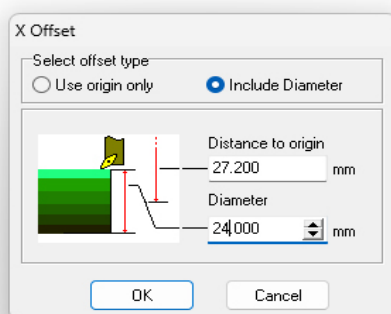 X Offset
Select offset type
Use origin only Include Diameter
Distance to origin
27.200 mm
Diameter
24.000 mm
OK Cancel